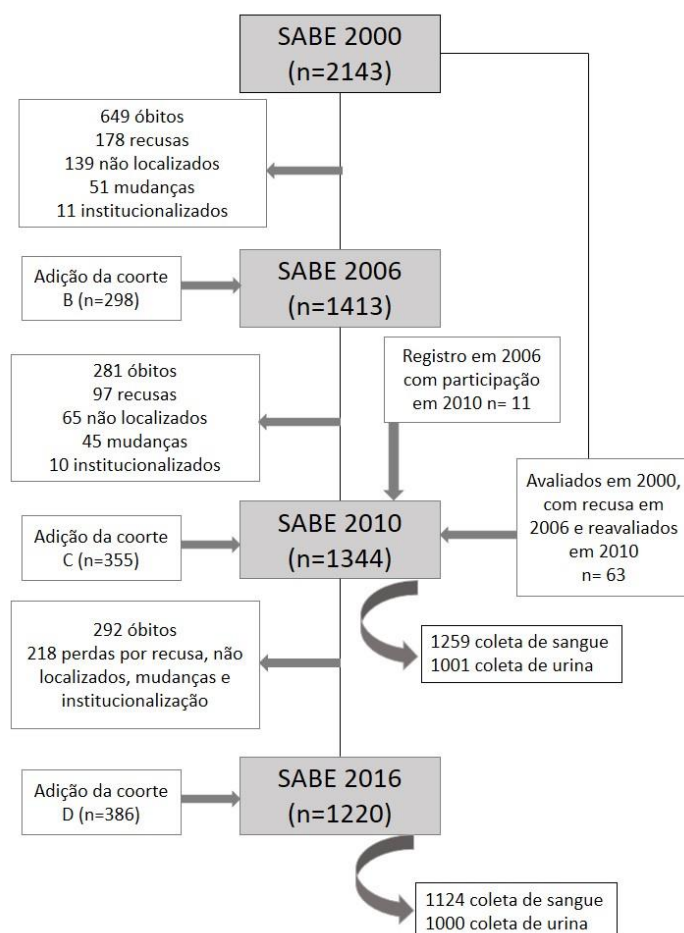 SABE 2000
(n=2143)
649 óbitos
178 recusas
139 não localizados
51 mudanças
11 institucionalizados
Adição da coorte
B (n=298)
SABE 2006
(n=1413)
281 óbitos
97 recusas
65 não localizados
45 mudanças
10 institucionalizados
Registro em 2006
com participação
em 2010 n= 11
Avaliados em 2000,
com recusa em
2006 e reavaliados
em 2010
n= 63
Adição da coorte
C (n=355)
SABE 2010
(n=1344)
1259 coleta de sangue
1001 coleta de urina
292 óbitos
218 perdas por recusa, não
localizados, mudanças e
institucionalização
Adição da coorte
D (n=386)
SABE 2016
(n=1220)
1124 coleta de sangue
1000 coleta de urina